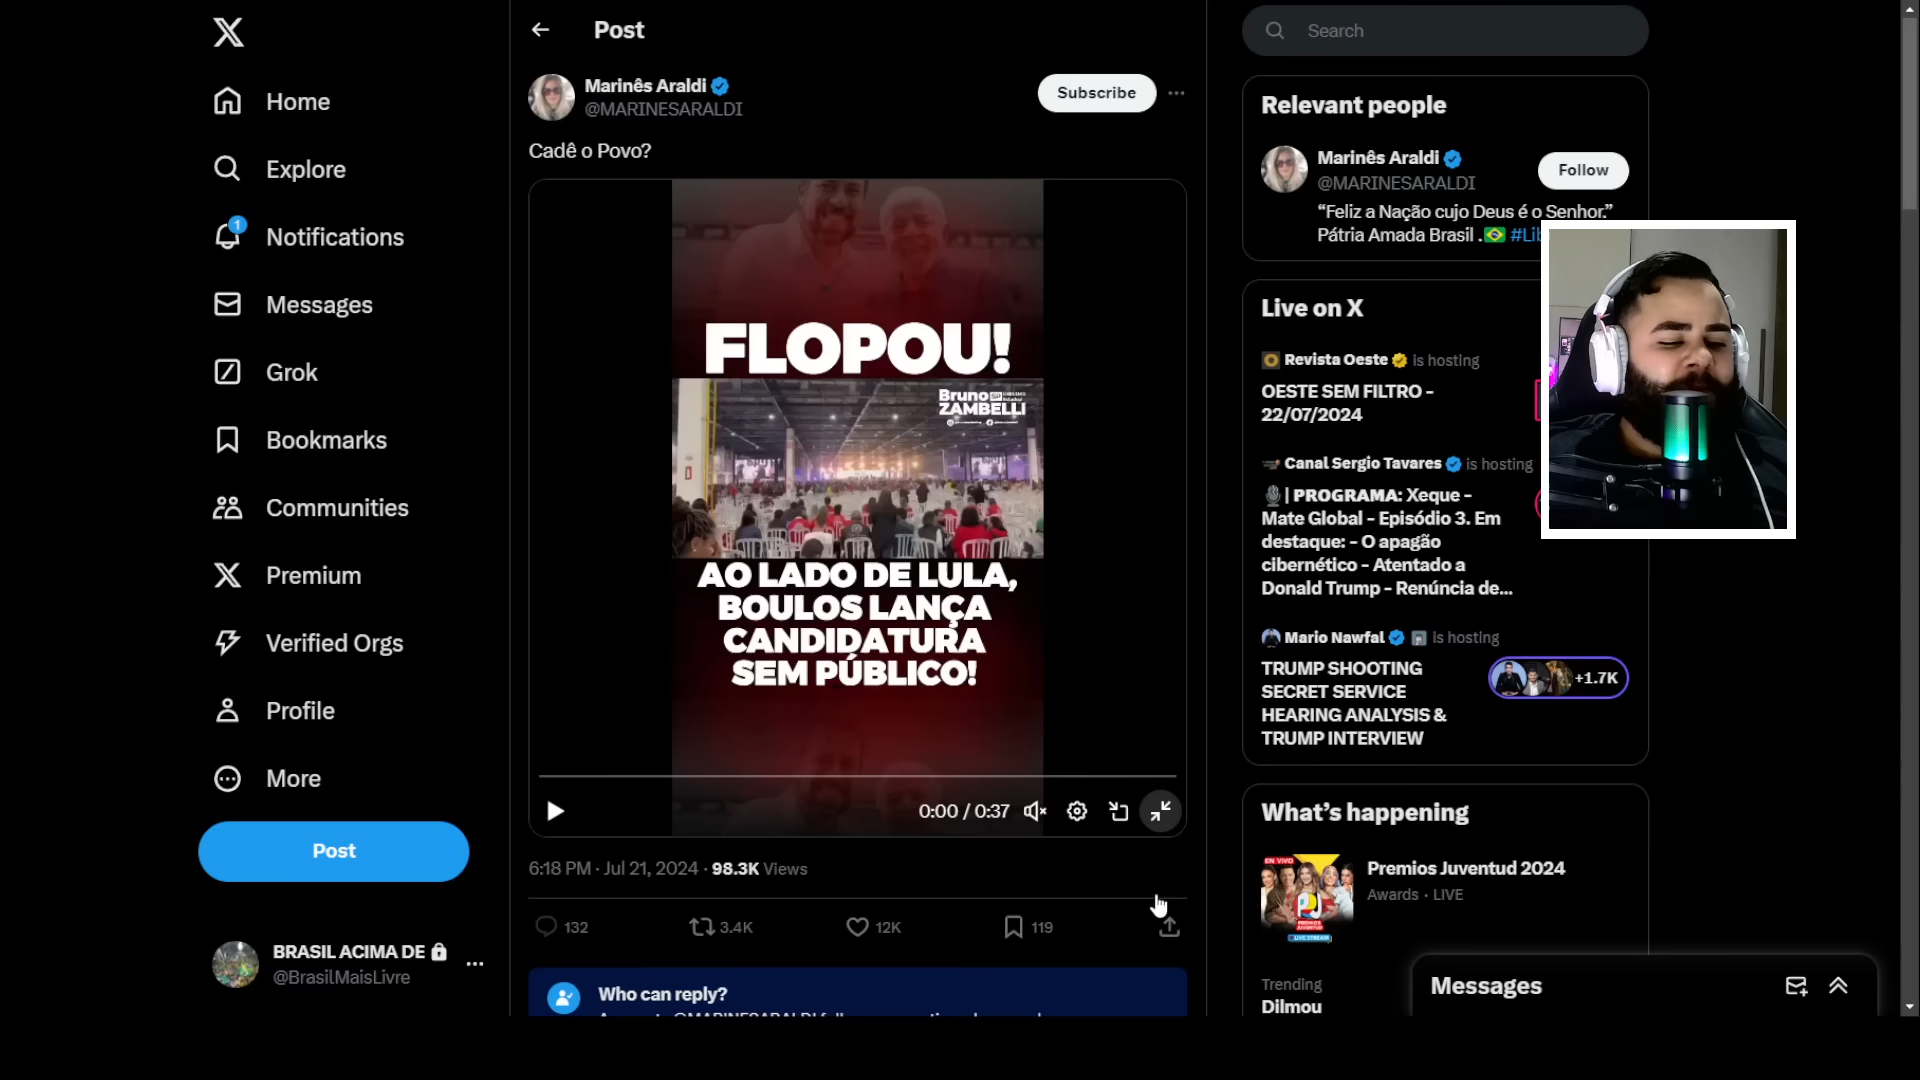 Home
Explore
1
Notifications
Messages
Grok
Bookmarks
Communities
Premium
Verified Orgs
Profile
More
Post
BRASIL ACIMA DE
@BrasilMaisLivre
Post
Marinês Araldi
@MARINESARALDI
Subscribe
Cadê o Povo?
FLOPOU!
Bruno
ZAMBELLI
AO LADO DE LULA,
BOULOS LANÇA
CANDIDATURA
SEM PÚBLICO!
0:00 / 0:37
6:18 PM · Jul 21, 2024 · 98.3K Views
132
3.4K
12K
119
Who can reply?
Search
Relevant people
Marinês Araldi
@MARINESARALDI
Follow
“Feliz a Nação cujo Deus é o Senhor.”
Pátria Amada Brasil .🇧🇷 #Lib
Live on X
Revista Oeste is hosting
OESTE SEM FILTRO -
22/07/2024
Canal Sergio Tavares is hosting
🎙️| PROGRAMA: Xeque -
Mate Global - Episódio 3. Em
destaque: - O apagão
cibernético - Atentado a
Donald Trump - Renúncia de...
Mario Nawfal is hosting
TRUMP SHOOTING
SECRET SERVICE
HEARING ANALYSIS &
TRUMP INTERVIEW
+1.7K
What’s happening
EN VIVO
PJ
Premios Juventud 2024
Awards · LIVE
Trending
Dilmou
Messages